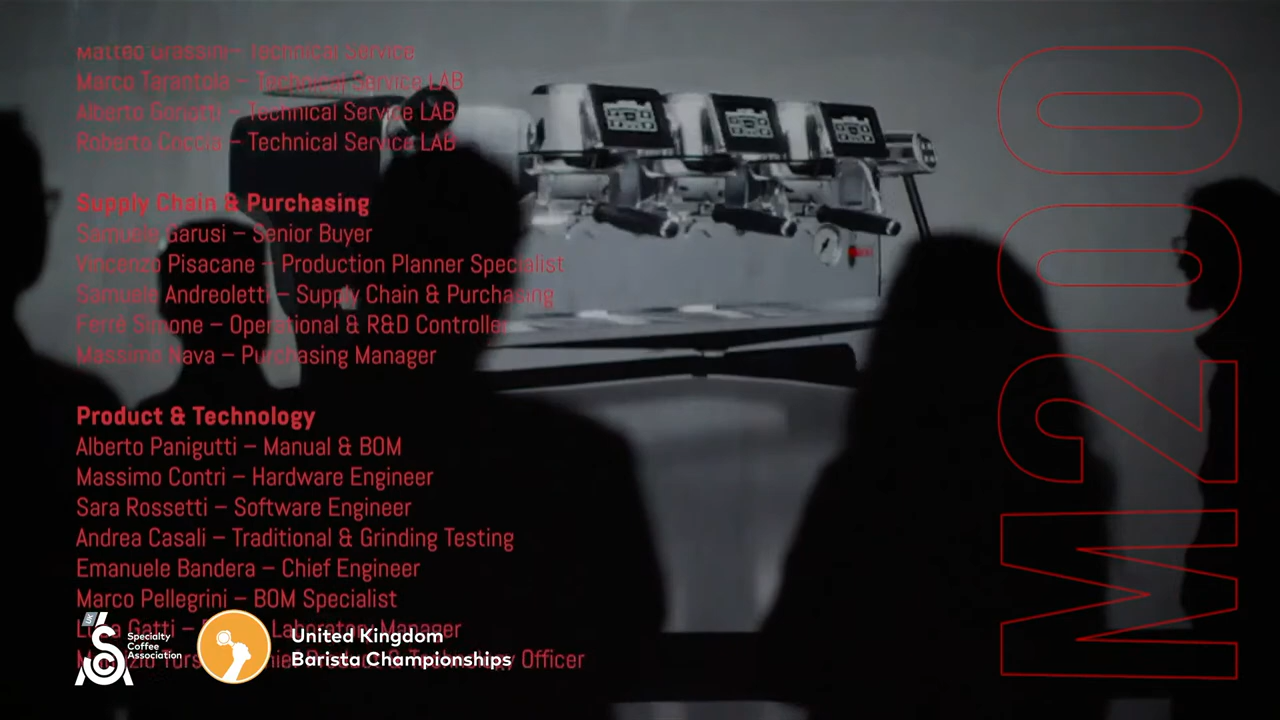 Matteo Grassini – Technical Service
Marco Tarantola – Technical Service LAB
Alberto Goriotti – Technical Service LAB
Roberto Coccia – Technical Service LAB
Supply Chain & Purchasing
Samuele Garusi – Senior Buyer
Vincenzo Pisacane – Production Planner Specialist
Samuele Andreoletti – Supply Chain & Purchasing
Ferrè Simone – Operational & R&D Controller
Massimo Nava – Purchasing Manager
Product & Technology
Alberto Panigutti – Manual & BOM
Massimo Contri – Hardware Engineer
Sara Rossetti – Software Engineer
Andrea Casali – Traditional & Grinding Testing
Emanuele Bandera – Chief Engineer
Marco Pellegrini – BOM Specialist
Gatti – Laboratory Manager
Technology Officer
UK
Specialty
Coffee
Association
United Kingdom
Barista Championships
M200